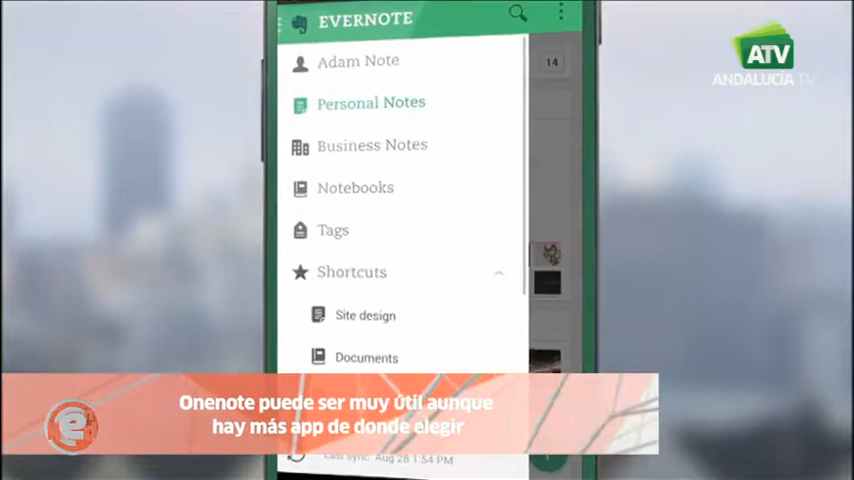 EVERNOTE
Adam Note
14
Personal Notes
Business Notes
Notebooks
Tags
Shortcuts
Site design
Documents
Last sync: Aug 28 1:54 PM
ATV
ANDALUCÍA TV
Onenote puede ser muy útil aunque
hay más app de donde elegir